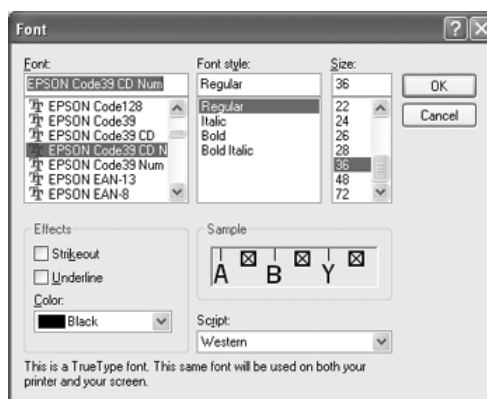 Font
Font: Font style: Size:
EPSON Code39 CD Num Regular 36 OK
EPSON Code128 Regular 22 Cancel
EPSON Code39 Italic 24
EPSON Code39 CD Bold 26
EPSON Code39 CD N Bold Italic 28
EPSON Code39 Num 36
EPSON EAN-13 48
EPSON EAN-8 72
Effects Sample
Strikeout A B Y
Underline
Color:
Black Script:
Western
This is a TrueType font. This same font will be used on both your
printer and your screen.